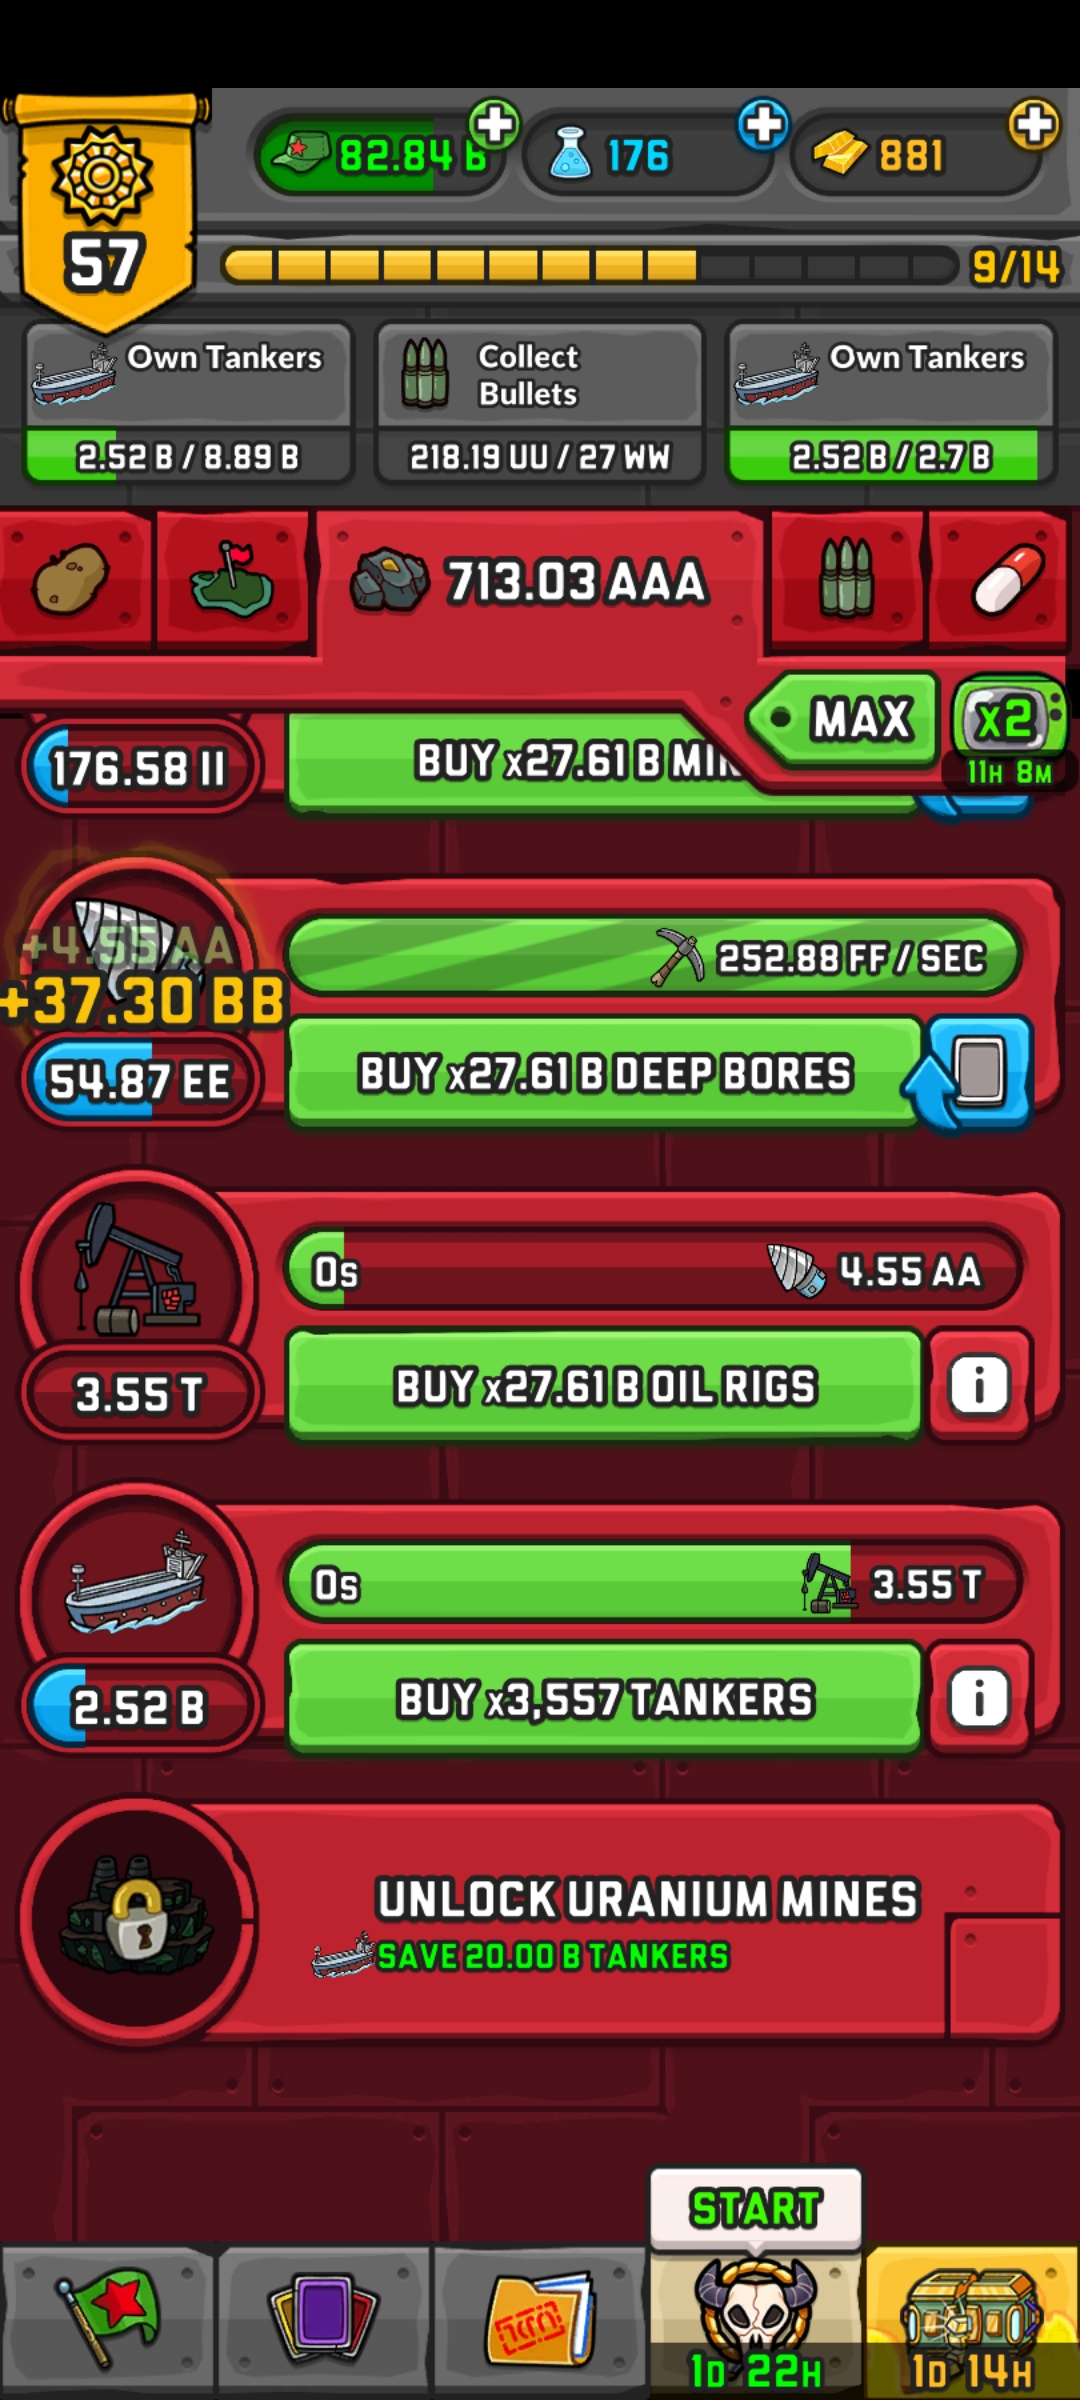 82.84 B
176
881
57
9/14
Own Tankers
2.52 B / 8.89 B
Collect
Bullets
218.19 UU / 27 WW
Own Tankers
2.52 B / 2.7 B
713.03 AAA
MAX
x2
11H 8M
176.58 II
BUY x27.61 B MIN
+4.55 AA
+37.30 BB
252.88 FF / SEC
54.87 EE
BUY x27.61 B DEEP BORES
0s
4.55 AA
3.55 T
BUY x27.61 B OIL RIGS
i
0s
3.55 T
2.52 B
BUY x3,557 TANKERS
i
UNLOCK URANIUM MINES
SAVE 20.00 B TANKERS
START
1D 22H
1D 14H